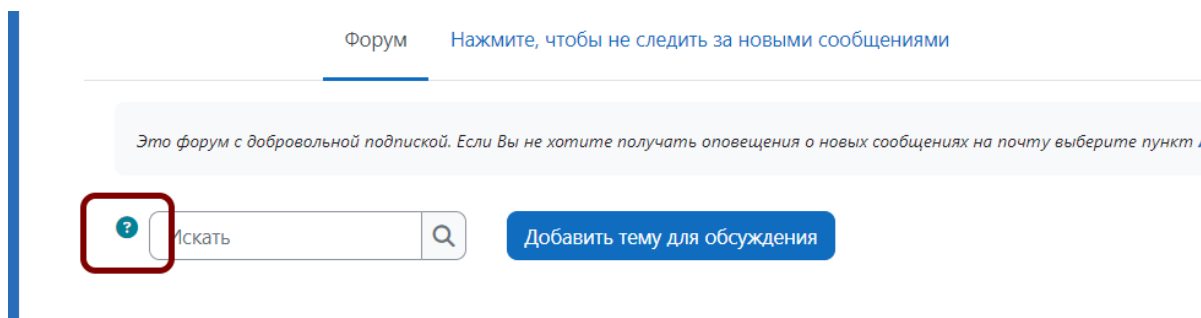 Форум Нажмите, чтобы не следить за новыми сообщениями
Это форум с добровольной подпиской. Если Вы не хотите получать оповещения о новых сообщениях на почту выберите пункт
? Искать Добавить тему для обсуждения